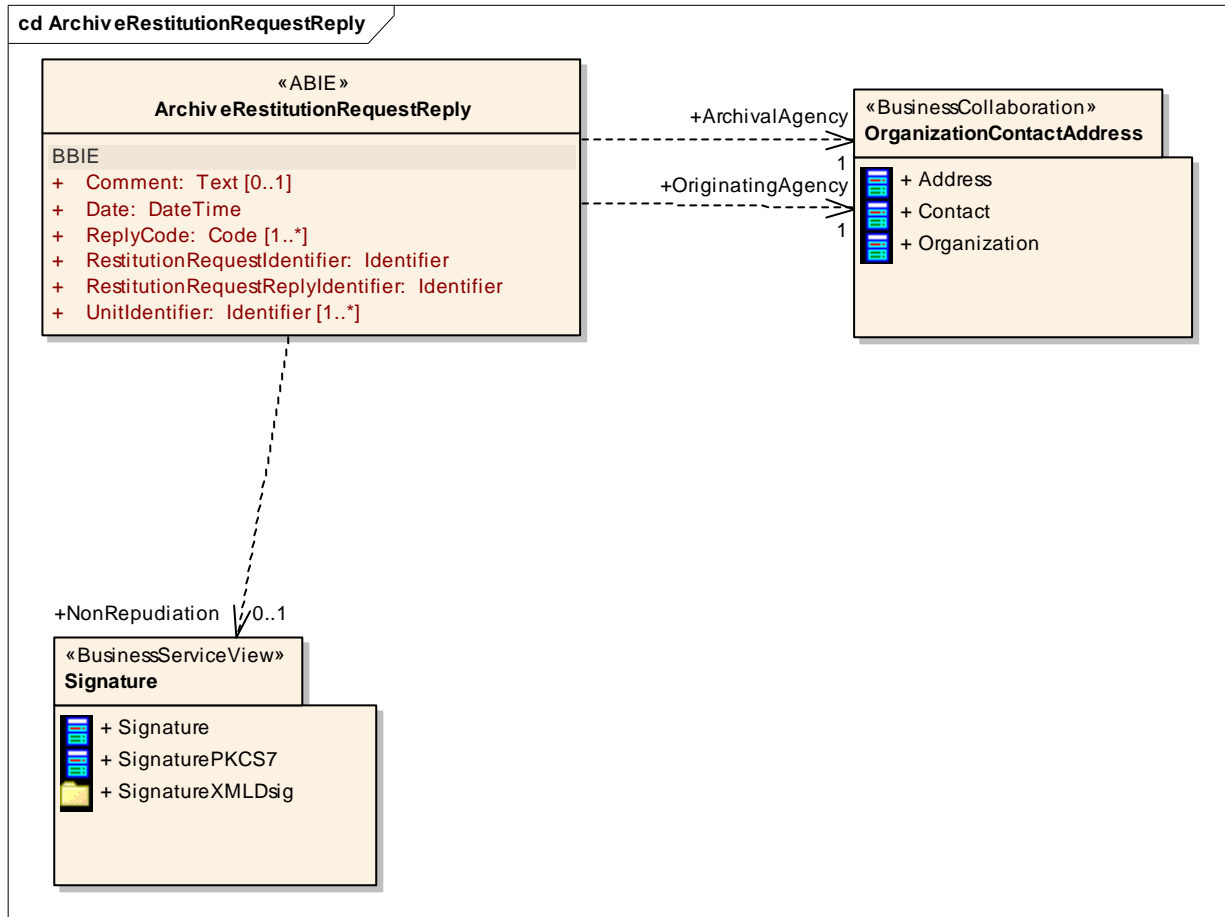 cd ArchiveRestitutionRequestReply
«ABIE»
ArchiveRestitutionRequestReply
BBIE
+ Comment: Text [0..1]
+ Date: DateTime
+ ReplyCode: Code [1..*]
+ RestitutionRequestIdentifier: Identifier
+ RestitutionRequestReplyIdentifier: Identifier
+ UnitIdentifier: Identifier [1..*]
+ArchivalAgency
1
+OriginatingAgency
1
«BusinessCollaboration»
OrganizationContactAddress
+ Address
+ Contact
+ Organization
+NonRepudiation 0..1
«BusinessServiceView»
Signature
+ Signature
+ SignaturePKCS7
+ SignatureXMLDsig